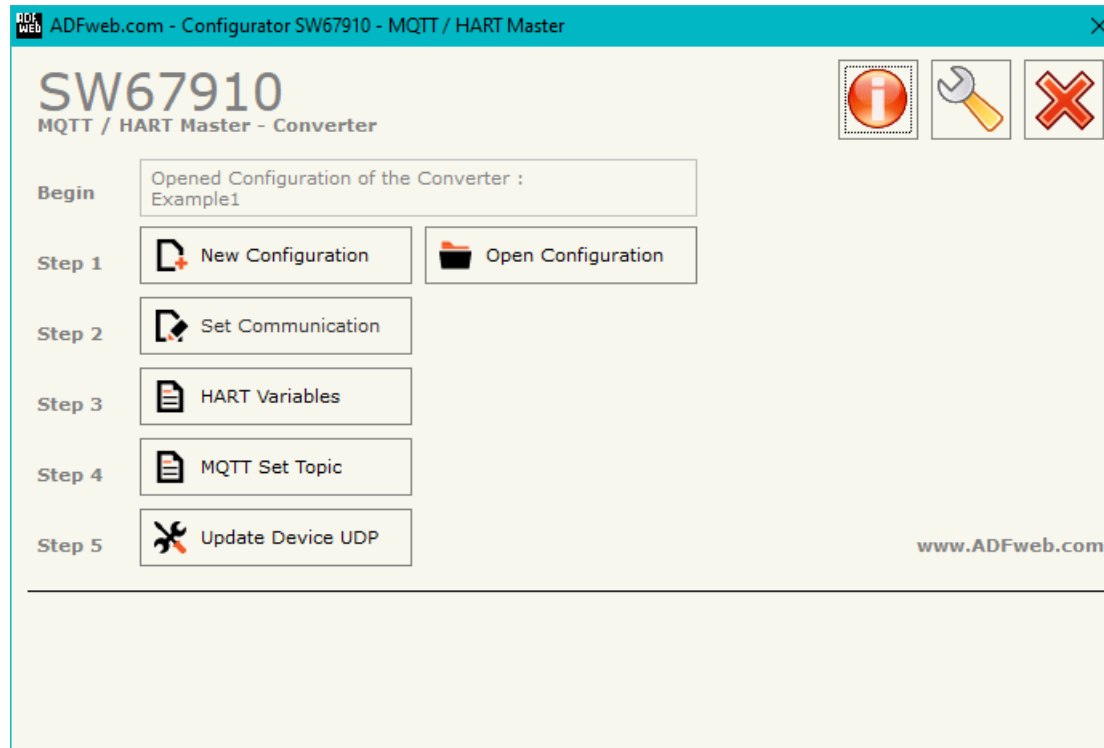 ADF
WEB
ADFweb.com - Configurator SW67910 - MQTT / HART Master
SW67910
MQTT / HART Master - Converter
Begin
Opened Configuration of the Converter :
Example1
Step 1
New Configuration
Open Configuration
Step 2
Set Communication
Step 3
HART Variables
Step 4
MQTT Set Topic
Step 5
Update Device UDP
www.ADFweb.com